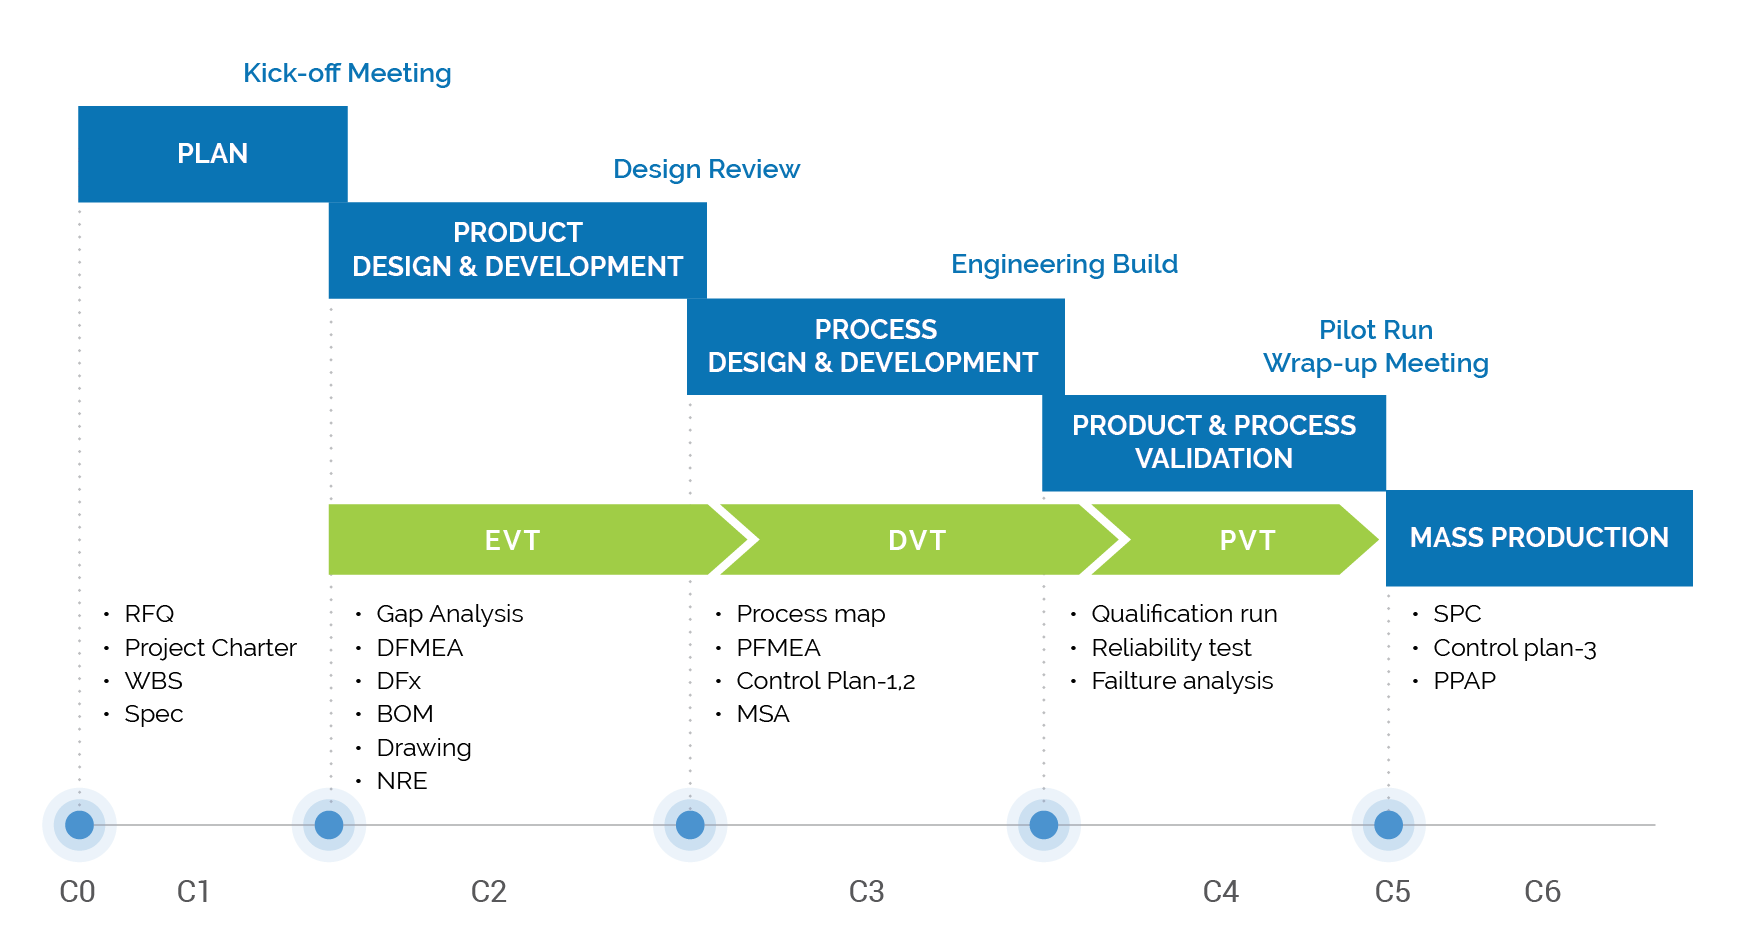 Kick-off Meeting
PLAN
Design Review
PRODUCT
DESIGN & DEVELOPMENT
Engineering Build
PROCESS
DESIGN & DEVELOPMENT
Pilot Run
Wrap-up Meeting
PRODUCT & PROCESS
VALIDATION
MASS PRODUCTION
EVT
DVT
PVT
• RFQ
• Project Charter
• WBS
• Spec
• Gap Analysis
• DFMEA
• DFx
• BOM
• Drawing
• NRE
• Process map
• PFMEA
• Control Plan-1,2
• MSA
• Qualification run
• Reliability test
• Failture analysis
• SPC
• Control plan-3
• PPAP
C0
C1
C2
C3
C4
C5
C6